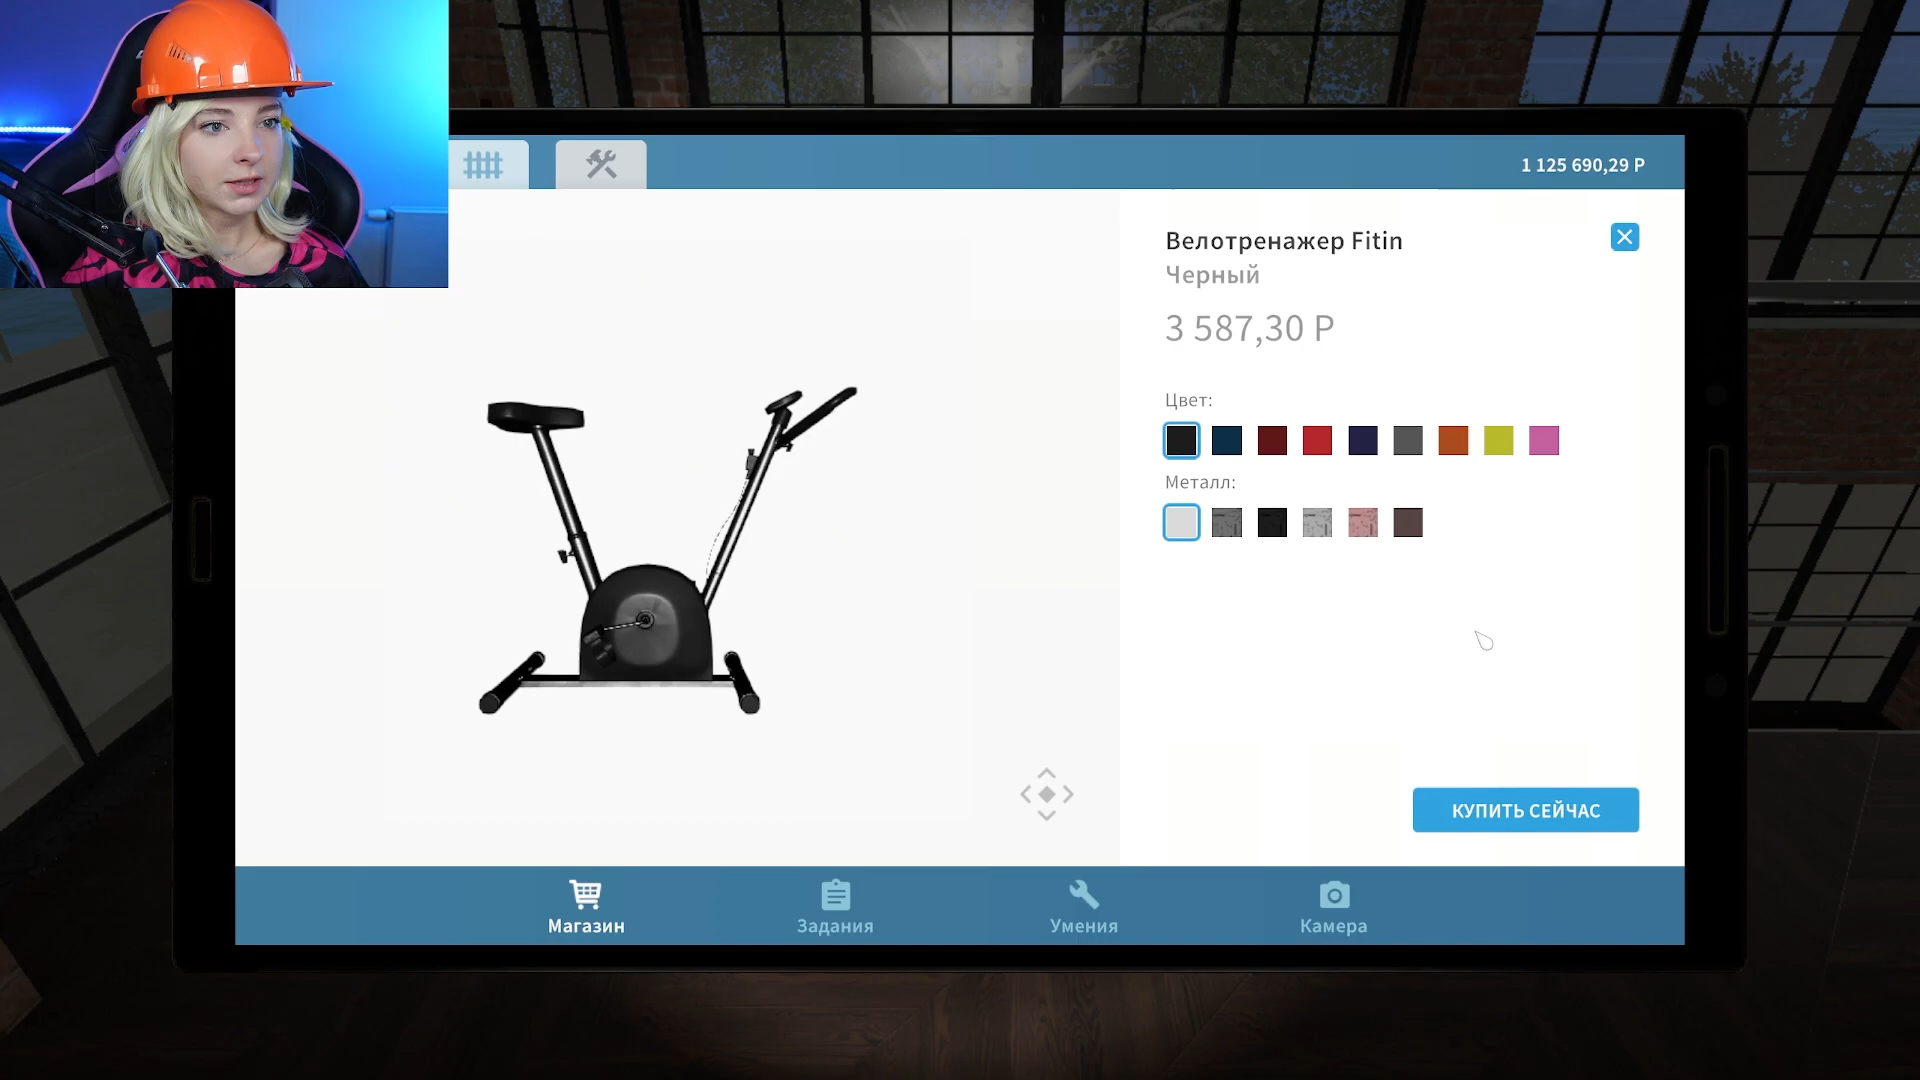 1 125 690,29 Р
Велотренажер Fitin
Черный
3 587,30 Р
Цвет:
Металл:
КУПИТЬ СЕЙЧАС
Магазин
Задания
Умения
Камера